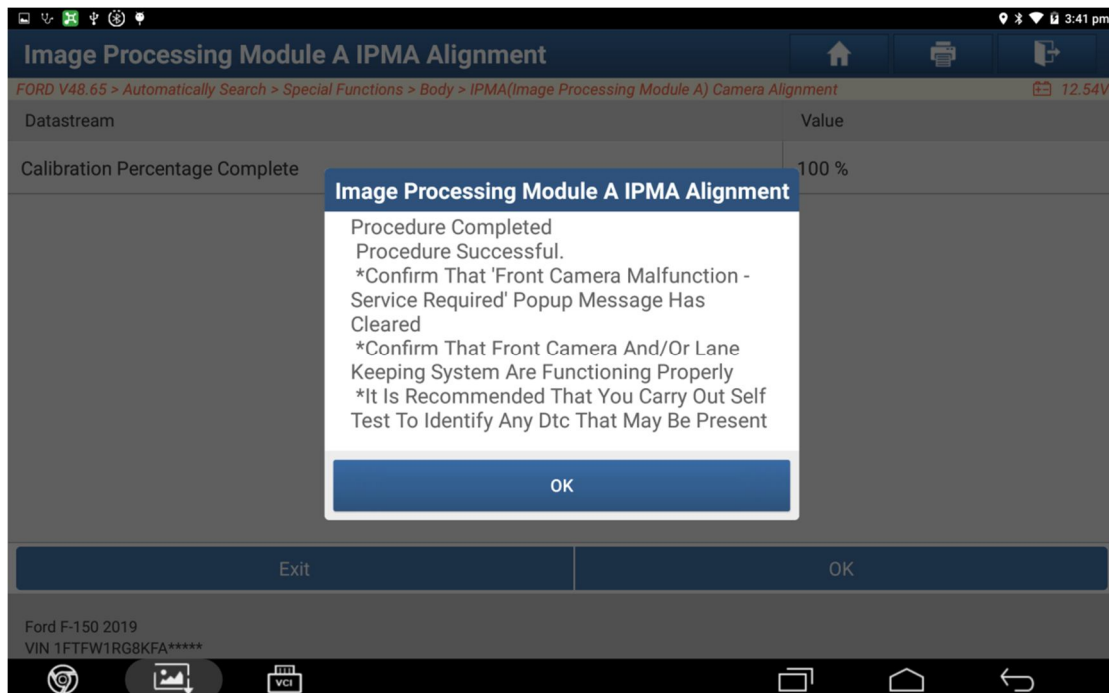 3:41 pm
Image Processing Module A IPMA Alignment
FORD V48.65 > Automatically Search > Special Functions > Body > IPMA(Image Processing Module A) Camera Alignment
12.54V
Datastream Value
Calibration Percentage Complete 100 %
Image Processing Module A IPMA Alignment
Procedure Completed
Procedure Successful.
*Confirm That 'Front Camera Malfunction -
Service Required' Popup Message Has
Cleared
*Confirm That Front Camera And/Or Lane
Keeping System Are Functioning Properly
*It Is Recommended That You Carry Out Self
Test To Identify Any Dtc That May Be Present
OK
Exit OK
Ford F-150 2019
VIN 1FTFW1RG8KFA*****
VCI